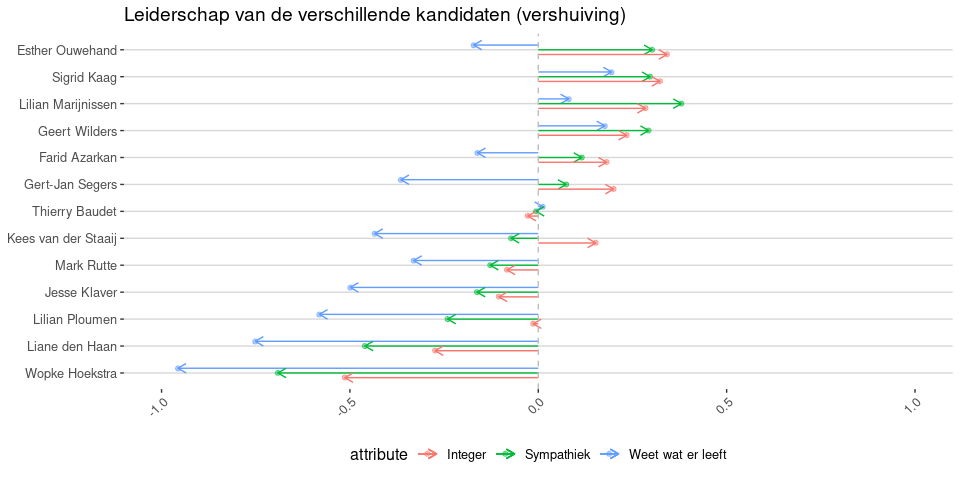 Leiderschap van de verschillende kandidaten (vershuiving)
Esther Ouwehand
Sigrid Kaag
Lilian Marijnissen
Geert Wilders
Farid Azarkan
Gert-Jan Segers
Thierry Baudet
Kees van der Staaij
Mark Rutte
Jesse Klaver
Lilian Ploumen
Liane den Haan
Wopke Hoekstra
-1.0 -0.5 0.0 0.5 1.0
attribute Integer Sympathiek Weet wat er leeft